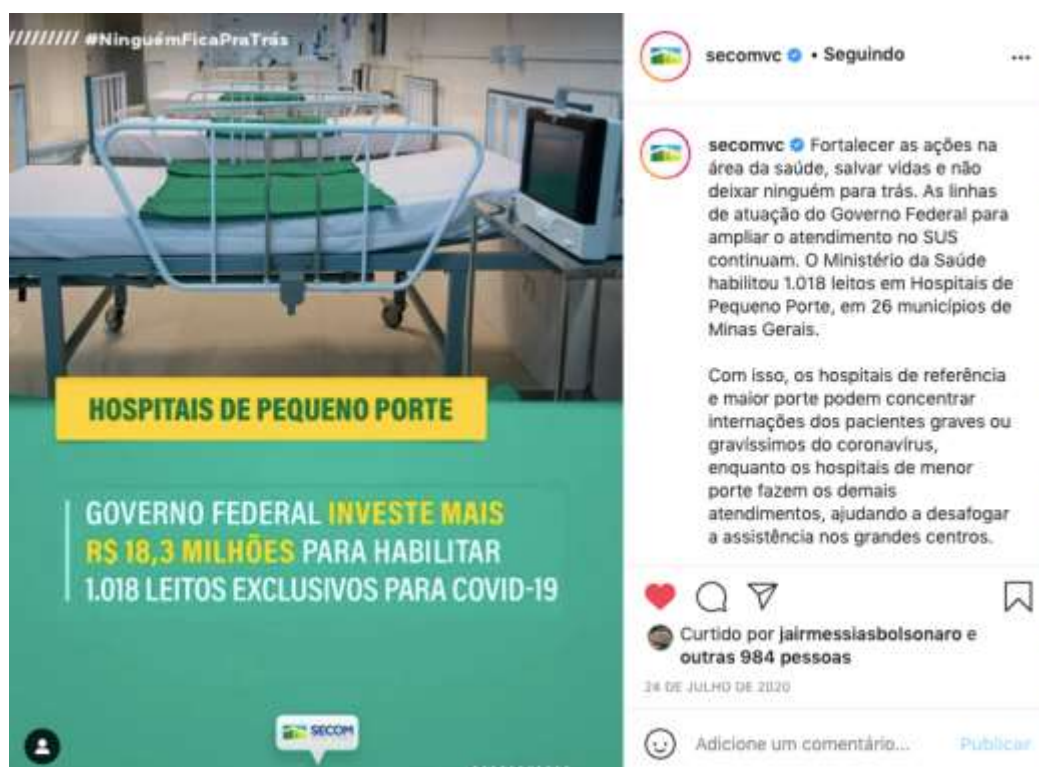 ///////// #NinguémFicaPraTrás
HOSPITAIS DE PEQUENO PORTE
GOVERNO FEDERAL INVESTE MAIS
R$ 18,3 MILHÕES PARA HABILITAR
1.018 LEITOS EXCLUSIVOS PARA COVID-19
SECOM
secomvc • Seguindo
secomvc Fortalecer as ações na
área da saúde, salvar vidas e não
deixar ninguém para trás. As linhas
de atuação do Governo Federal para
ampliar o atendimento no SUS
continuam. O Ministério da Saúde
habilitou 1.018 leitos em Hospitais de
Pequeno Porte, em 26 municípios de
Minas Gerais.
Com isso, os hospitais de referência
e maior porte podem concentrar
internações dos pacientes graves ou
gravíssimos do coronavírus,
enquanto os hospitais de menor
porte fazem os demais
atendimentos, ajudando a desafogar
a assistência nos grandes centros.
Curtido por jairmessiasbolsonaro e
outras 984 pessoas
24 DE JULHO DE 2020
Adicione um comentário... Publicar